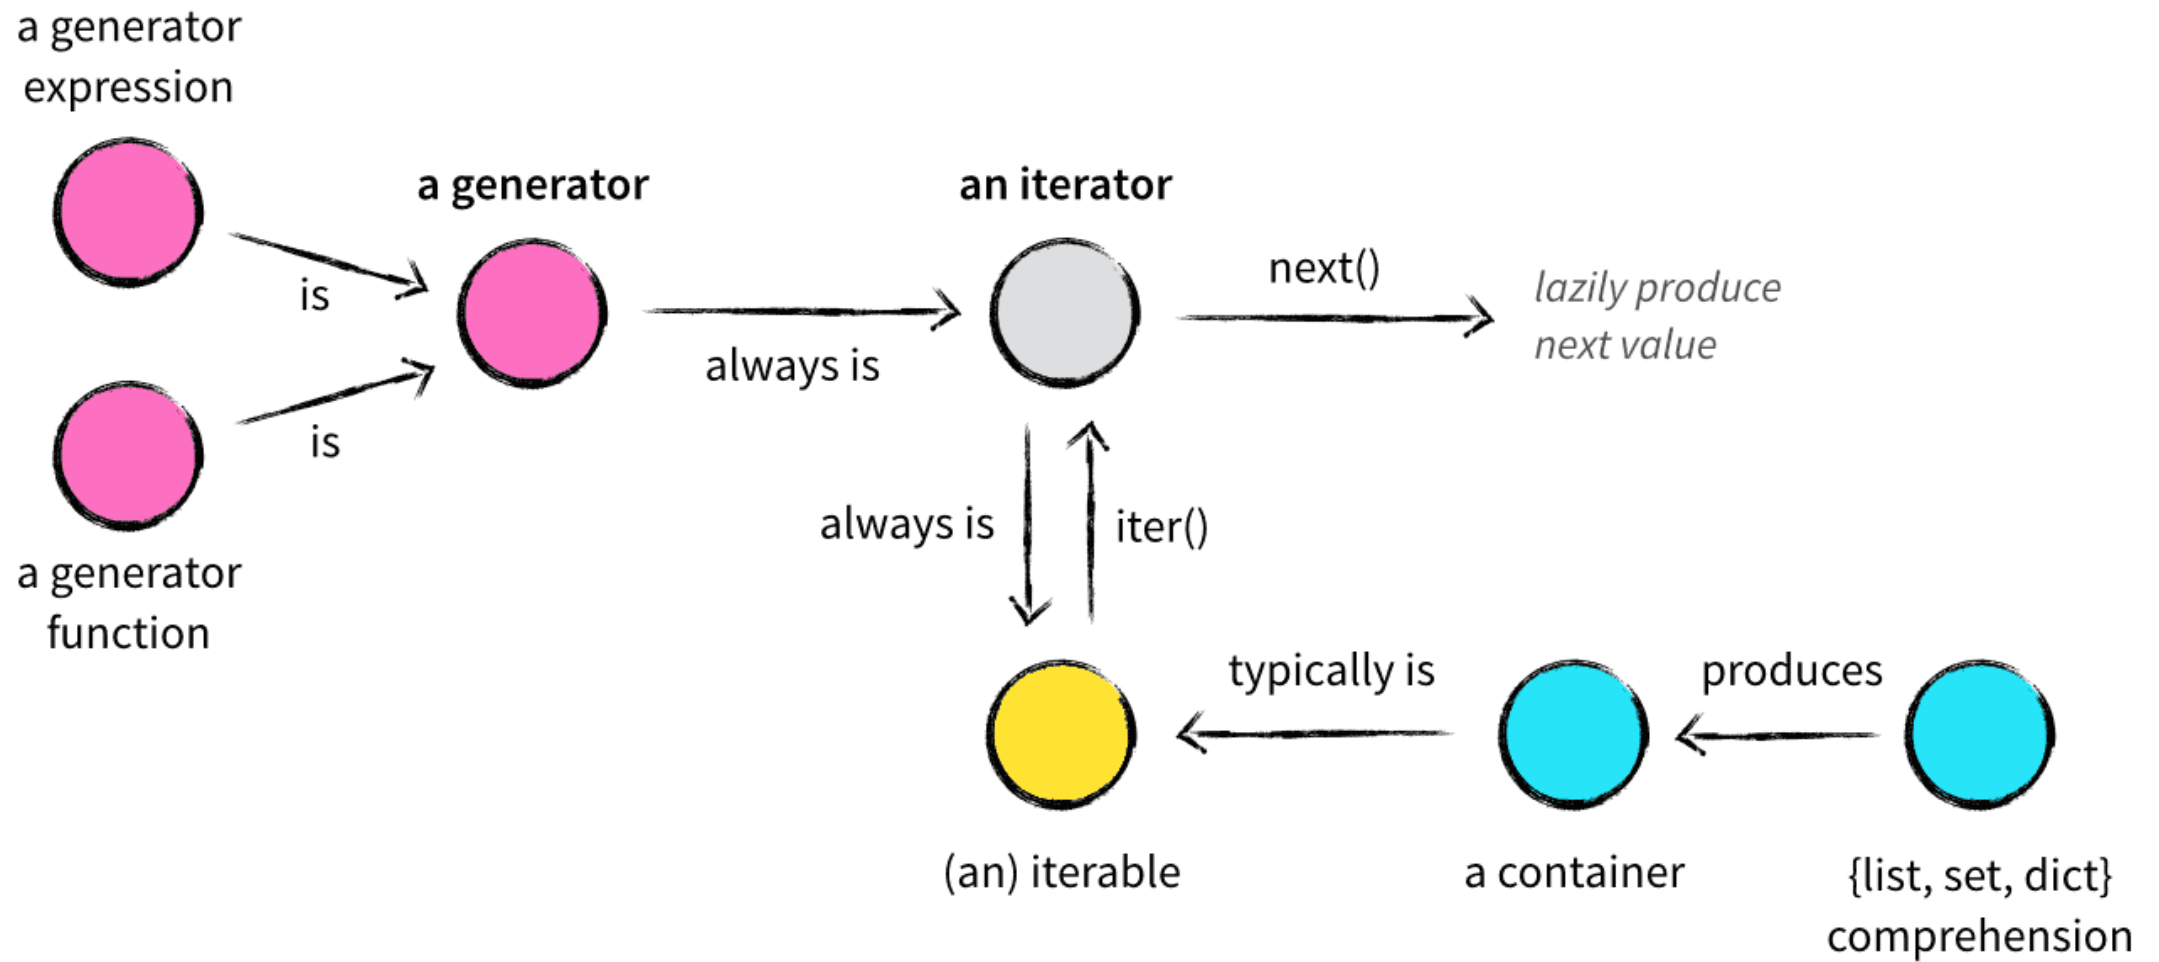 a generator
expression
a generator
an iterator
next()
lazily produce
next value
is
always is
is
a generator
function
always is
iter()
typically is
produces
(an) iterable
a container
{list, set, dict}
comprehension